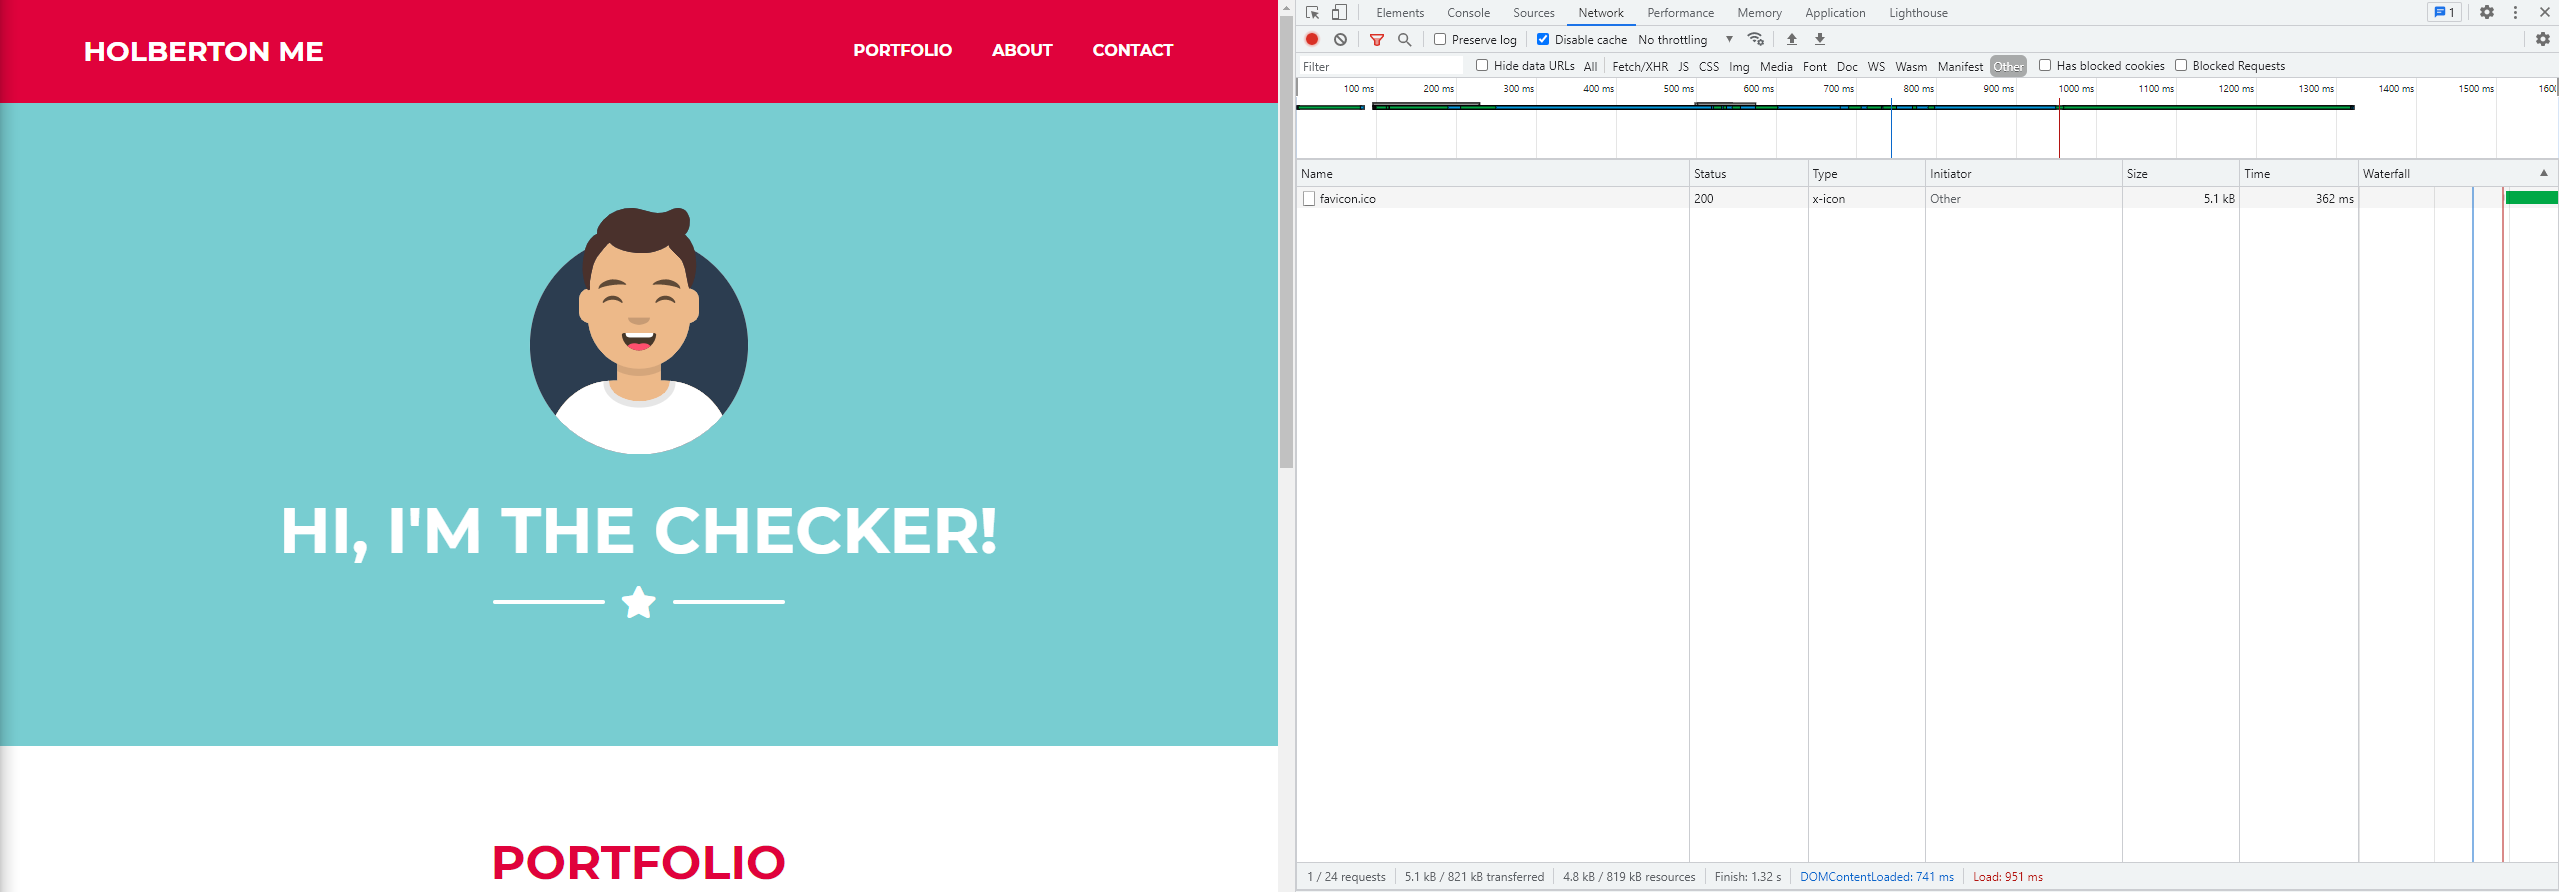 HOLBERTON ME
PORTFOLIO ABOUT CONTACT
HI, I'M THE CHECKER!
PORTFOLIO
Elements Console Sources Network Performance Memory Application Lighthouse 1
Preserve log Disable cache No throttling
Filter Hide data URLs All Fetch/XHR JS CSS Img Media Font Doc WS Wasm Manifest Other Has blocked cookies Blocked Requests
100 ms 200 ms 300 ms 400 ms 500 ms 600 ms 700 ms 800 ms 900 ms 1000 ms 1100 ms 1200 ms 1300 ms 1400 ms 1500 ms 160
Name Status Type Initiator Size Time Waterfall
favicon.ico 200 x-icon Other 5.1 kB 362 ms
1 / 24 requests 5.1 kB / 821 kB transferred 4.8 kB / 819 kB resources Finish: 1.32 s DOMContentLoaded: 741 ms Load: 951 ms